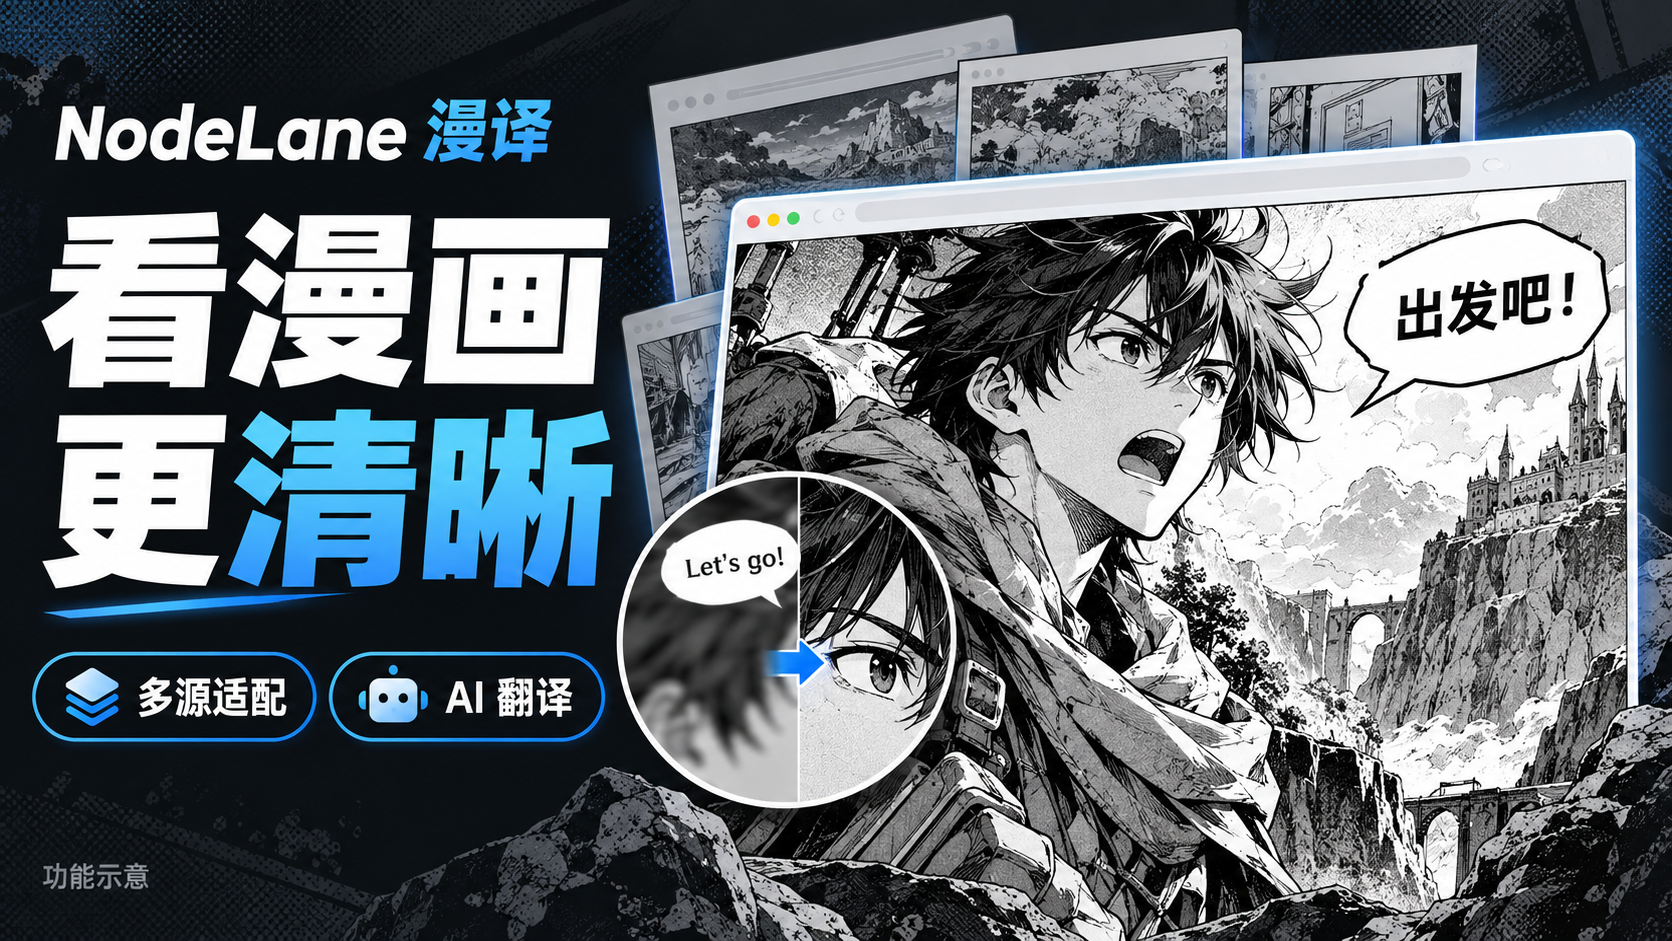 NodeLane 漫译
看漫画
更清晰
多源适配
AI 翻译
功能示意
出发吧！
Let's go!